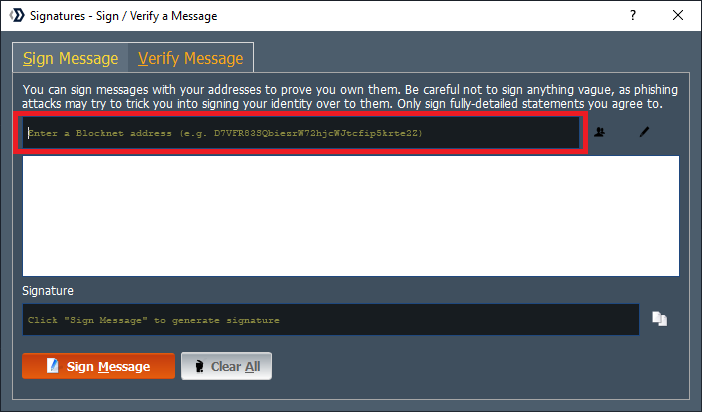 Signatures - Sign / Verify a Message
Sign Message
Verify Message
You can sign messages with your addresses to prove you own them. Be careful not to sign anything vague, as phishing
attacks may try to trick you into signing your identity over to them. Only sign fully-detailed statements you agree to.
Enter a Blocknet address (e.g. D7VFR83SQbiezrW72hjcWJtcfip5krte2Z)
Signature
Click "Sign Message" to generate signature
Sign Message
Clear All